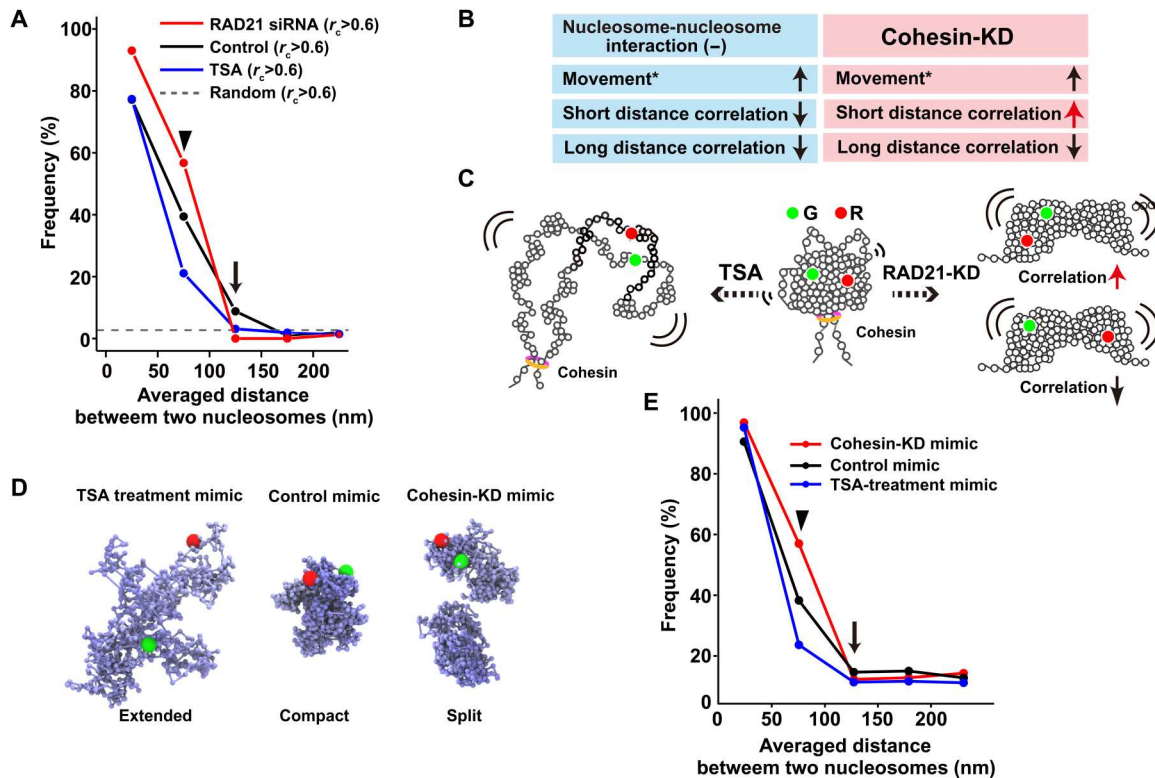 A
100
80
60
40
20
0
Frequency (%)
RAD21 siRNA (rc>0.6)
Control (rc>0.6)
TSA (rc>0.6)
Random (rc>0.6)
0 50 100 150 200
Averaged distance
betweem two nucleosomes (nm)
B
Nucleosome-nucleosome
interaction (−)
Cohesin-KD
Movement*
Movement*
Short distance correlation
Short distance correlation
Long distance correlation
Long distance correlation
C
G R
TSA
RAD21-KD
Cohesin
Cohesin
Correlation
Correlation
D
TSA treatment mimic
Control mimic
Cohesin-KD mimic
Extended
Compact
Split
E
100
80
60
40
20
0
Frequency (%)
Cohesin-KD mimic
Control mimic
TSA-treatment mimic
0 50 100 150 200
Averaged distance
betweem two nucleosomes (nm)